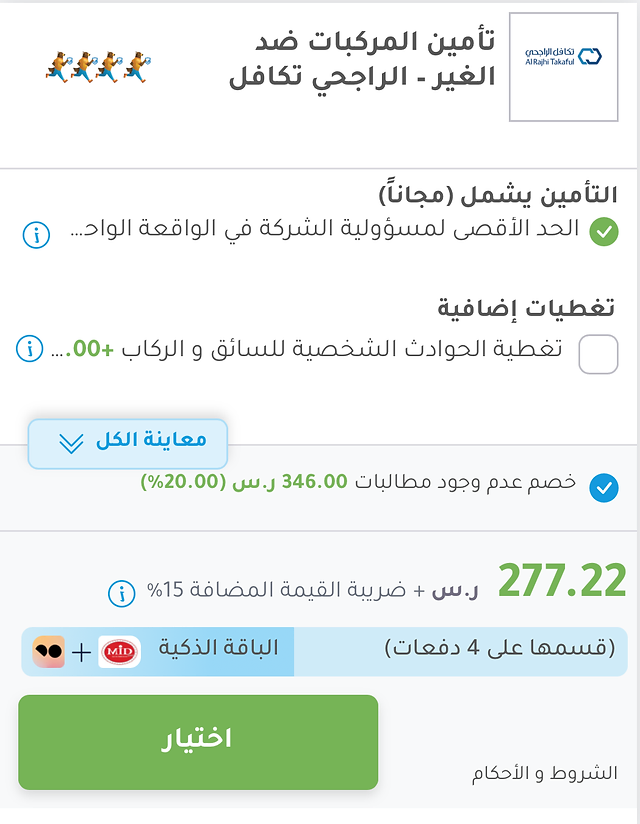 تأمين المركبات ضد
الغير - الراجحي تكافل
تكافل الراجحي
Al Rajhi Takaful
التأمين يشمل (مجاناً)
الحد الأقصى لمسؤولية الشركة في الواقعة الواحـ...
تغطيات إضافية
تغطية الحوادث الشخصية للسائق و الركاب +00....
معاينة الكل
خصم عدم وجود مطالبات 346.00 ر.س (20.00%)
277.22 ر.س + ضريبة القيمة المضافة 15%
(قسمها على 4 دفعات)
الباقة الذكية MID +
اختيار
الشروط و الأحكام